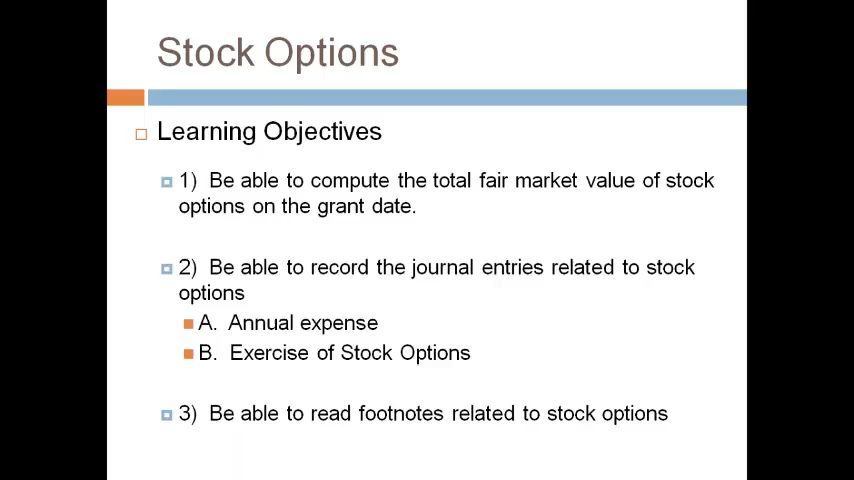 Stock Options
Learning Objectives
1) Be able to compute the total fair market value of stock
options on the grant date.
2) Be able to record the journal entries related to stock
options
A. Annual expense
B. Exercise of Stock Options
3) Be able to read footnotes related to stock options